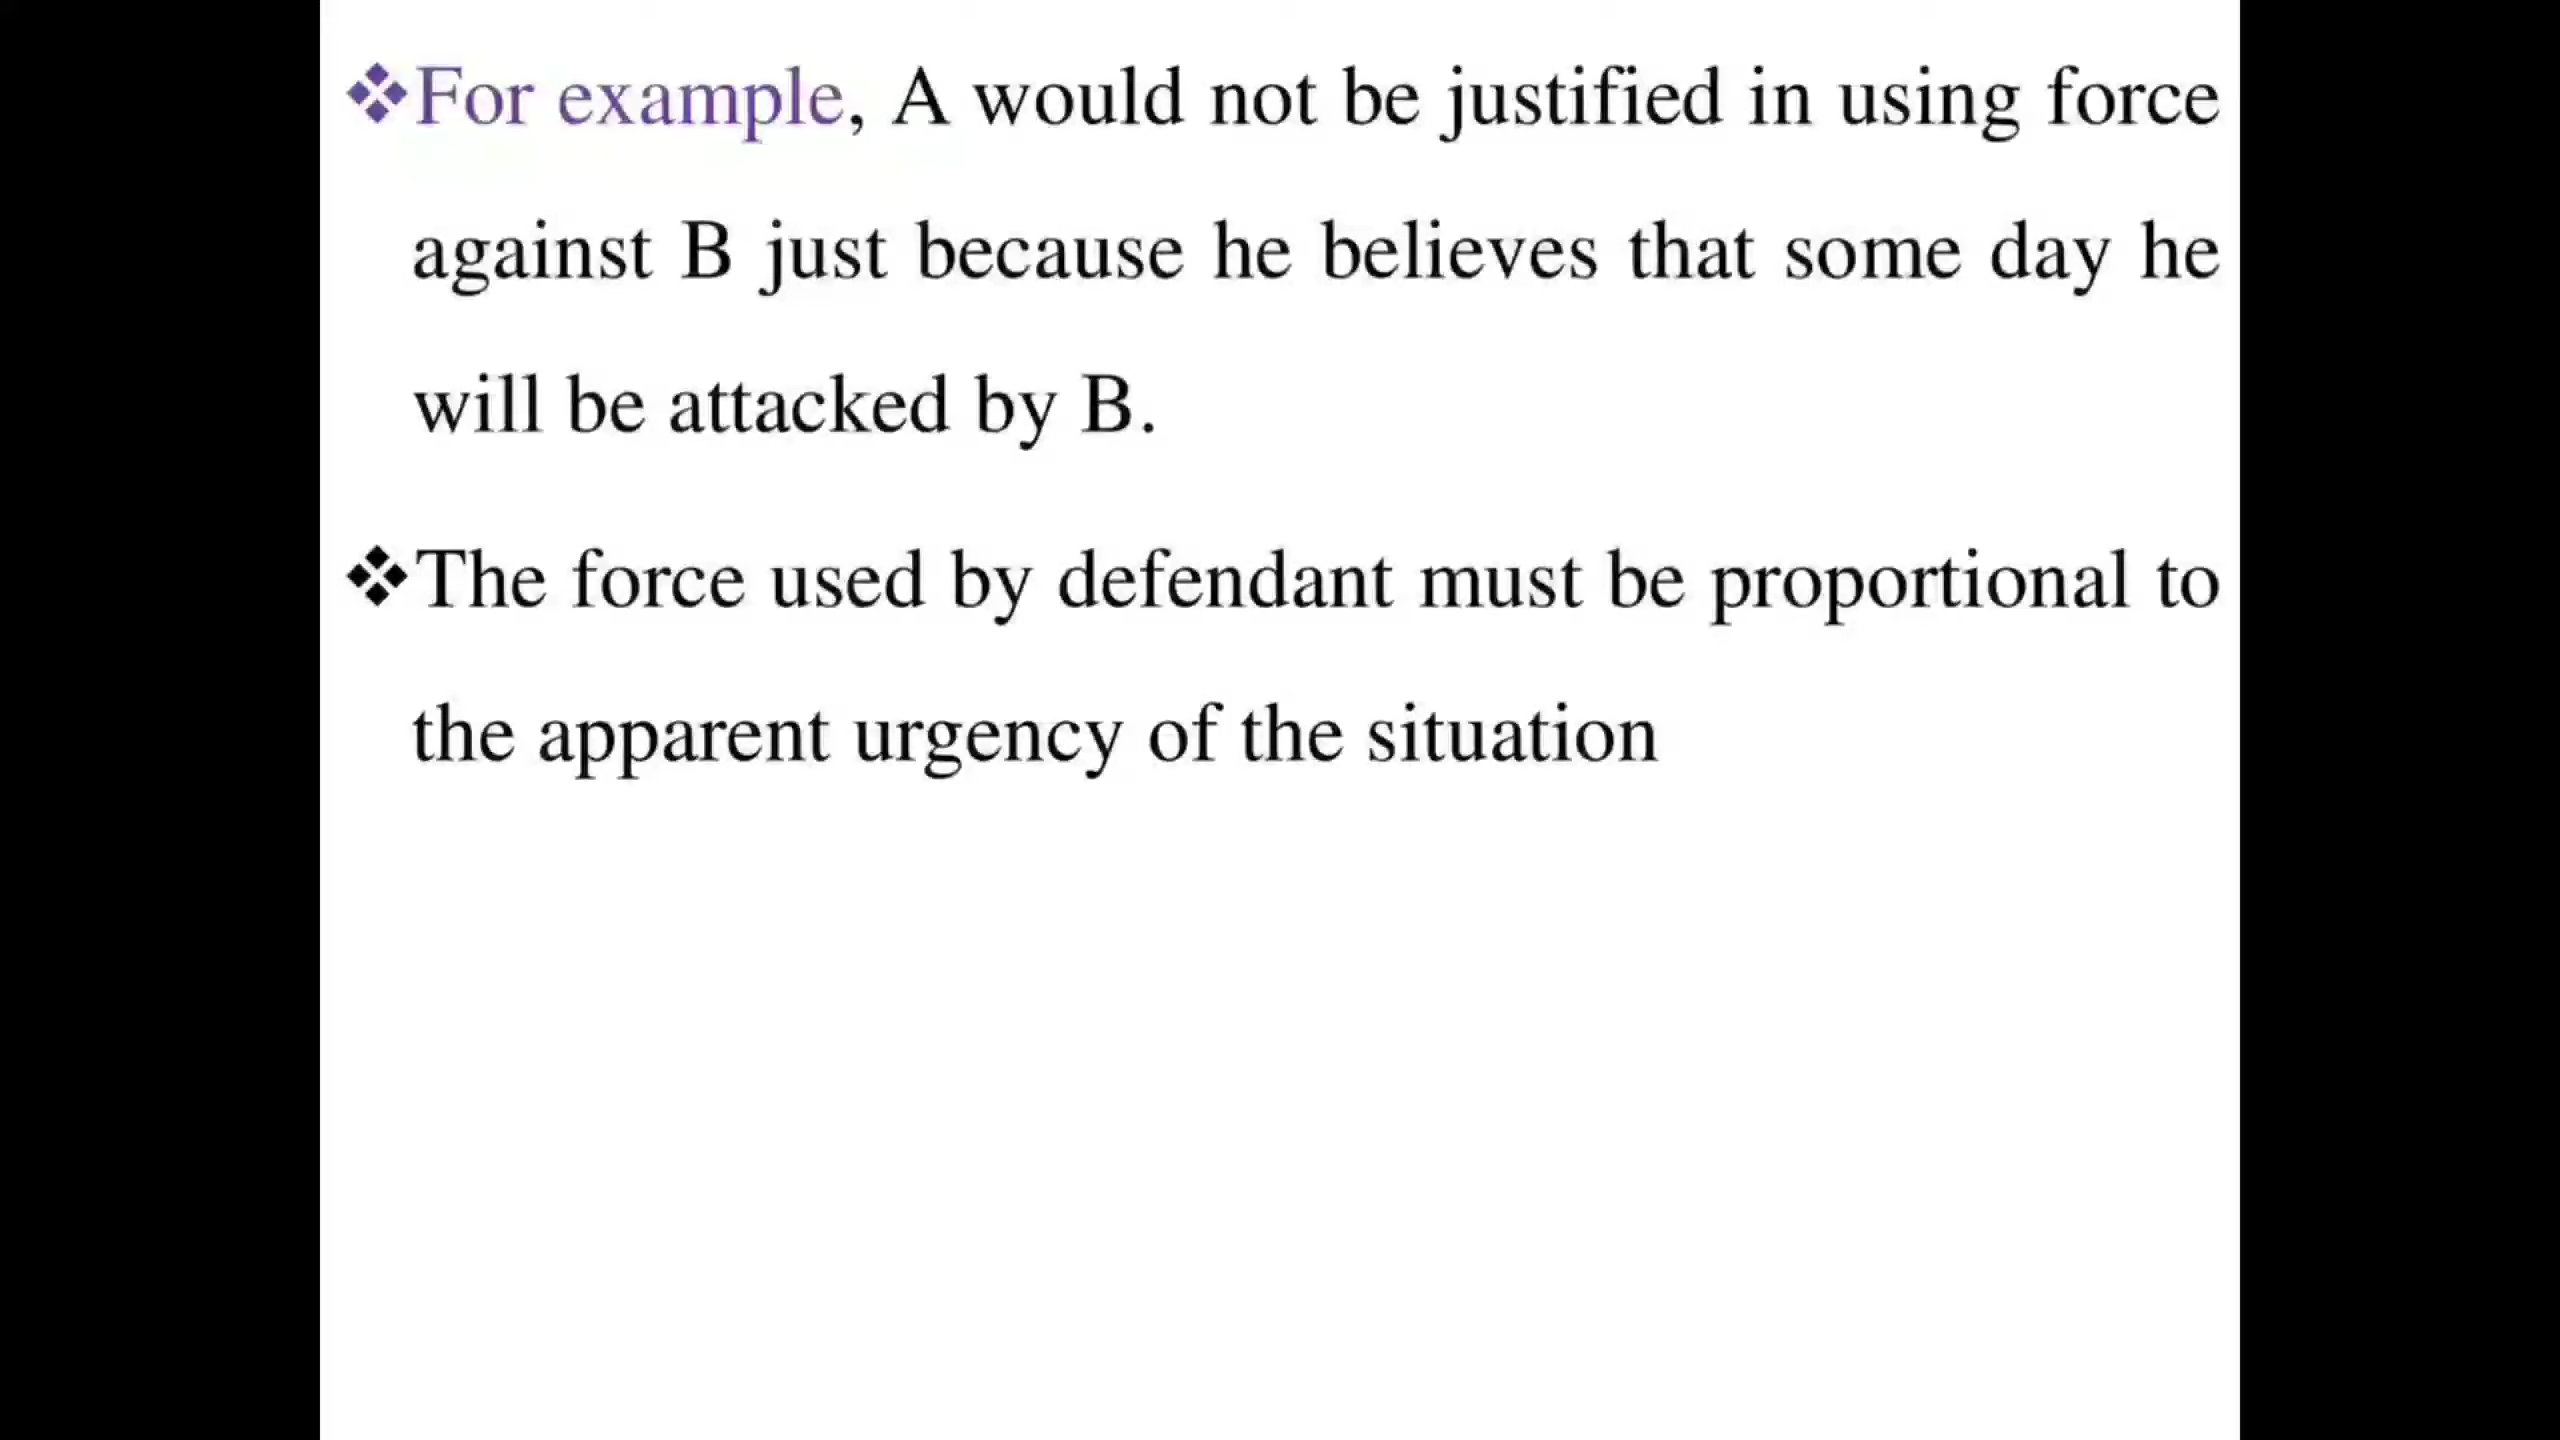 ❖For example, A would not be justified in using force
against B just because he believes that some day he
will be attacked by B.
❖The force used by defendant must be proportional to
the apparent urgency of the situation